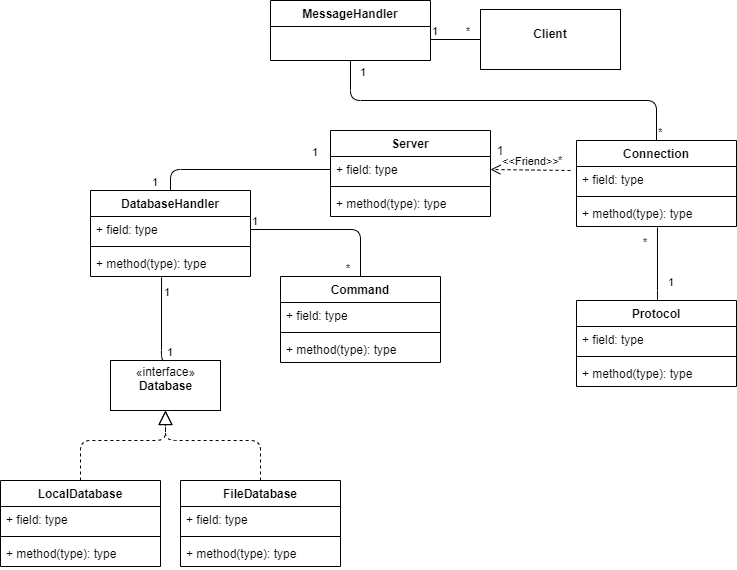 MessageHandler
1
*
Client
1
*
Server
+ field: type
+ method(type): type
1
<<Friend>>*
Connection
+ field: type
+ method(type): type
1
1
DatabaseHandler
+ field: type
+ method(type): type
1
*
Command
+ field: type
+ method(type): type
*
1
Protocol
+ field: type
+ method(type): type
1
1
«interface»
Database
LocalDatabase
+ field: type
+ method(type): type
FileDatabase
+ field: type
+ method(type): type